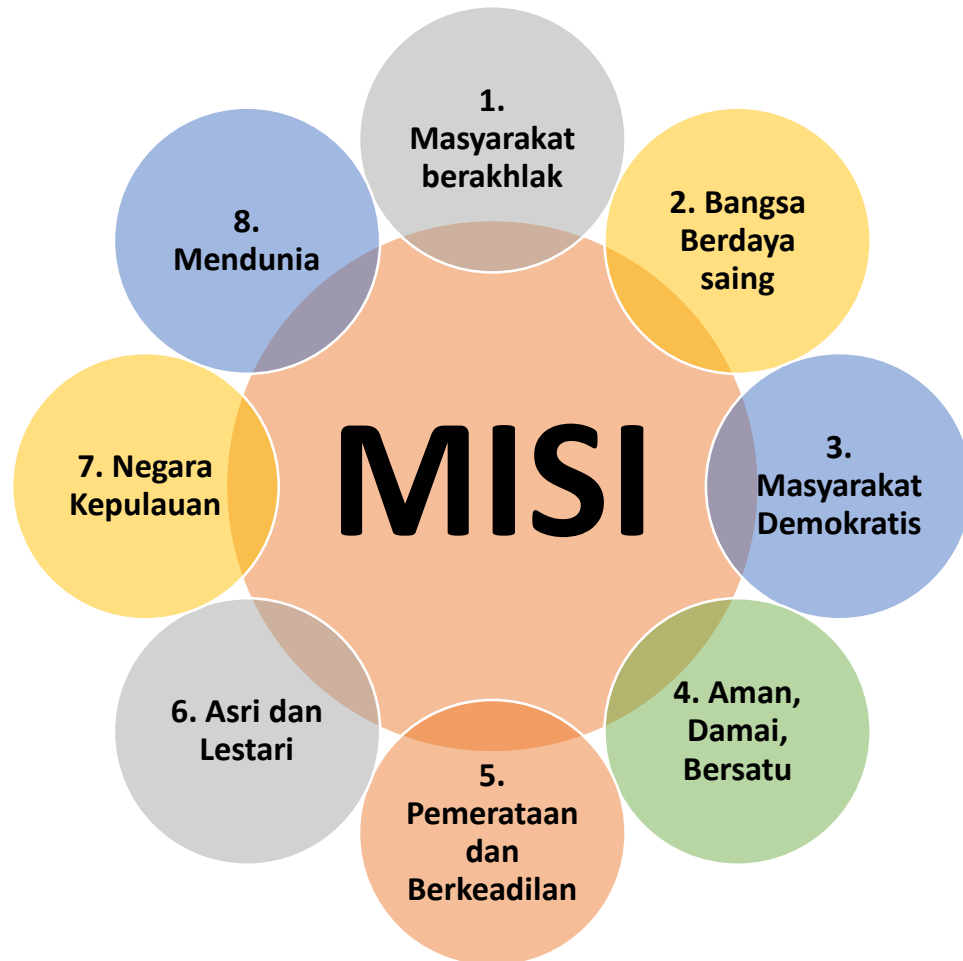 1.
Masyarakat
berakhlak
2. Bangsa
Berdaya
saing
3.
Masyarakat
Demokratis
4. Aman,
Damai,
Bersatu
5.
Pemerataan
dan
Berkeadilan
6. Asri dan
Lestari
7. Negara
Kepulauan
8.
Mendunia
MISI